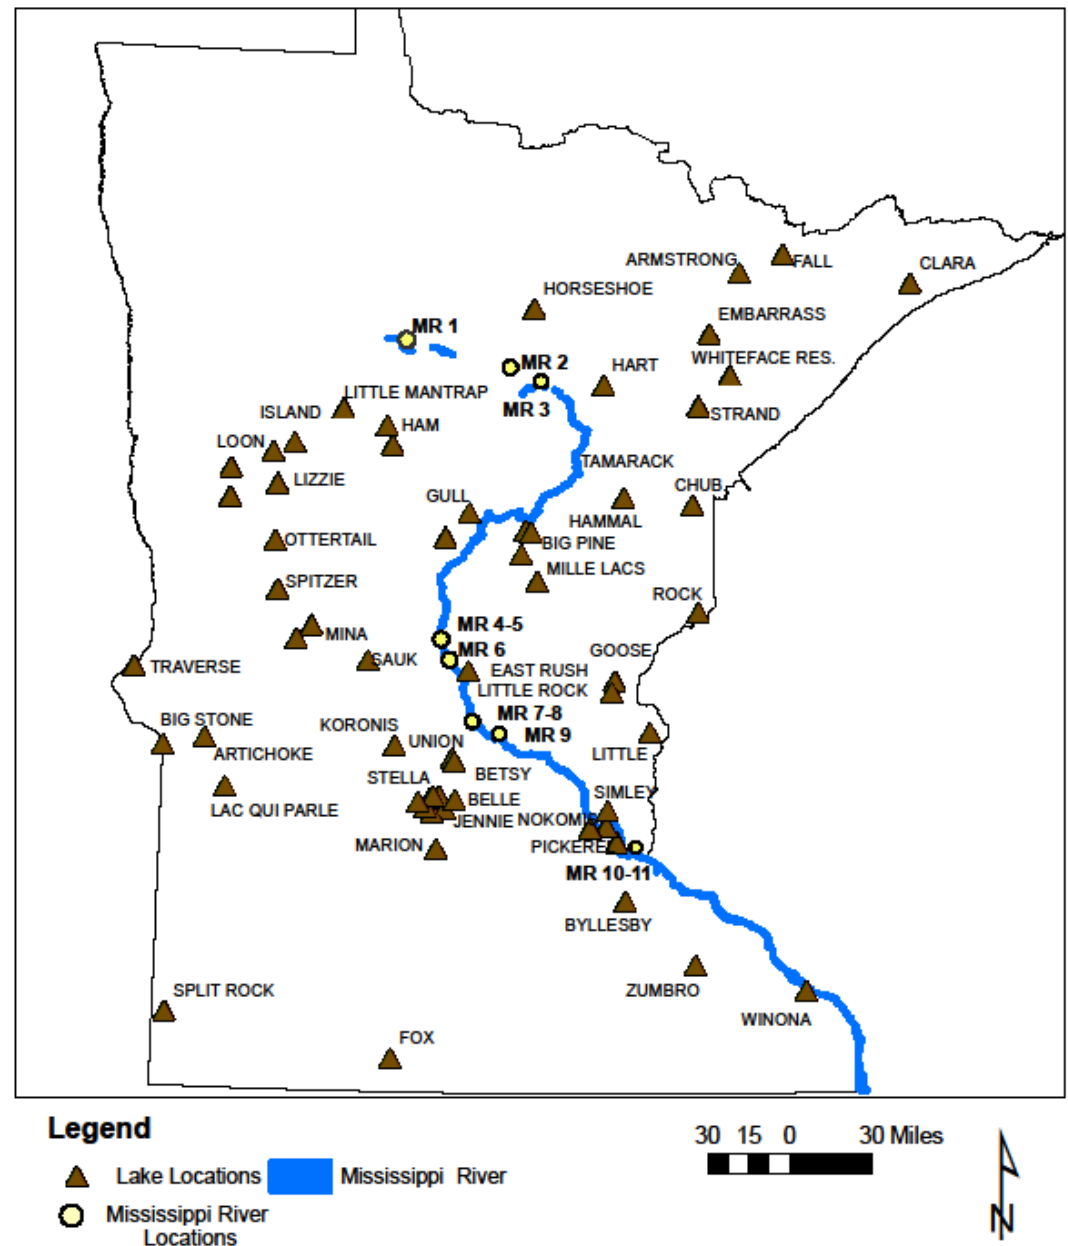 ARMSTRONG
FALL
CLARA
HORSESHOE
EMBARRASS
MR 1
WHITEFACE RES.
MR 2
HART
LITTLE MANTRAP
MR 3
ISLAND
STRAND
HAM
LOON
TAMARACK
LIZZIE
CHUB
GULL
HAMMAL
OTTERTAIL
BIG PINE
MILLE LACS
SPITZER
ROCK
MR 4-5
MINA
MR 6
GOOSE
SAUK
TRAVERSE
EAST RUSH
LITTLE ROCK
BIG STONE
MR 7-8
KORONIS
MR 9
UNION
ARTICHOKE
LITTLE
STELLA
BETSY
SIMLEY
BELLE
LAC QUI PARLE
JENNIE
NOKOMIS
MARION
PICKEREL
MR 10-11
BYLLESBY
SPLIT ROCK
ZUMBRO
WINONA
FOX
Legend
30 15 0 30 Miles
Lake Locations
Mississippi River
Mississippi River
Locations
N